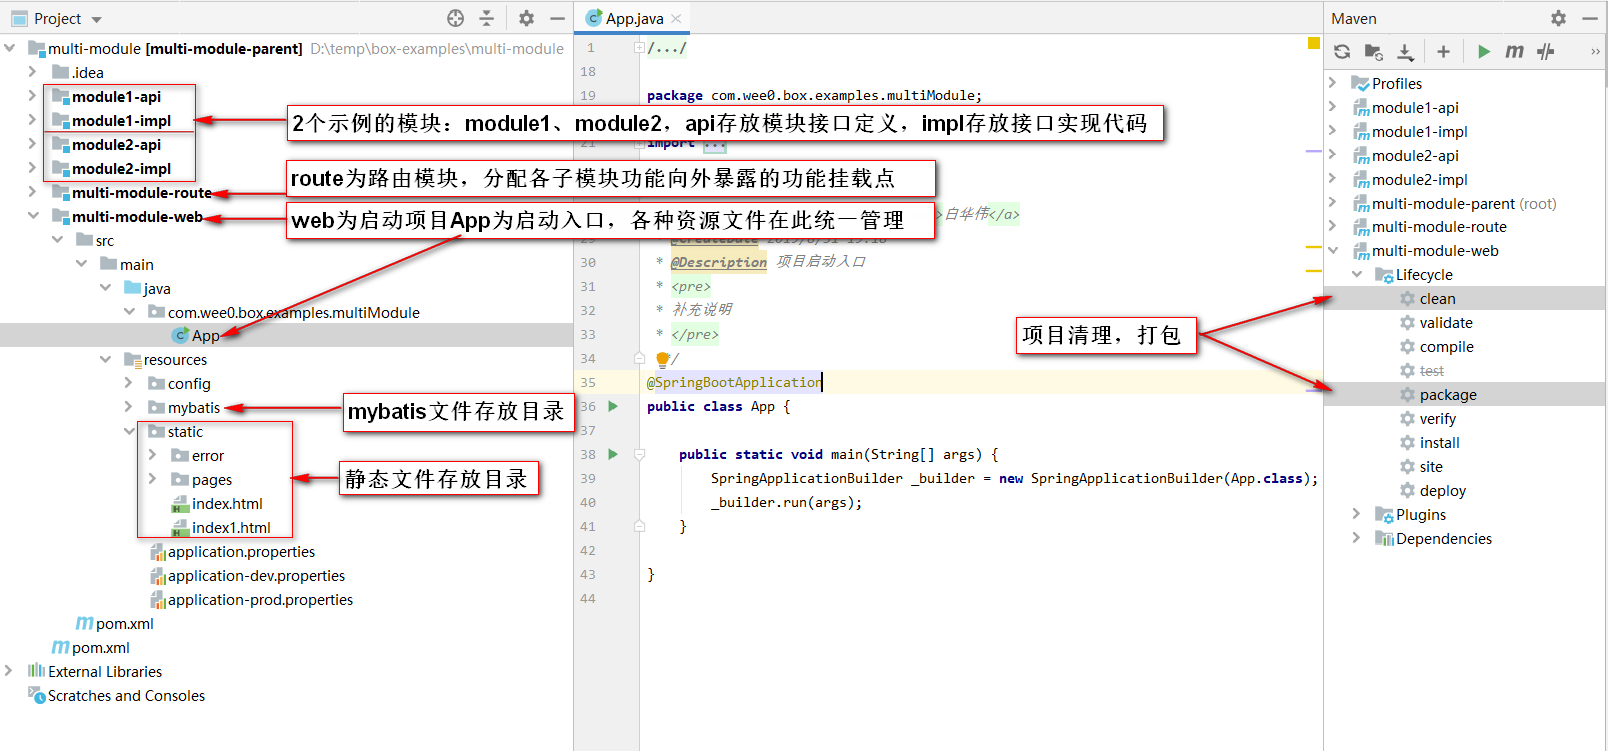 Project
multi-module [multi-module-parent] D:\temp\box-examples\multi-module
.idea
module1-api
module1-impl
module2-api
module2-impl
multi-module-route
multi-module-web
src
main
java
com.wee0.box.examples.multiModule
App
resources
config
mybatis
static
error
pages
index.html
index1.html
application.properties
application-dev.properties
application-prod.properties
pom.xml
pom.xml
External Libraries
Scratches and Consoles
2个示例的模块：module1、module2，api存放模块接口定义，impl存放接口实现代码
route为路由模块，分配各子模块功能向外暴露的功能挂载点
web为启动项目App为启动入口，各种资源文件在此统一管理
mybatis文件存放目录
静态文件存放目录
App.java
1 /.../
18
19 package com.wee0.box.examples.multiModule;
21 import ...
>白华伟</a>
30 * @Description 项目启动入口
31 * <pre>
32 * 补充说明
33 * </pre>
34 */
35 @SpringBootApplication
36 public class App {
37
38 public static void main(String[] args) {
39 SpringApplicationBuilder _builder = new SpringApplicationBuilder(App.class);
40 _builder.run(args);
41 }
42
43 }
44
项目清理，打包
Maven
Profiles
module1-api
module1-impl
module2-api
module2-impl
multi-module-parent (root)
multi-module-route
multi-module-web
Lifecycle
clean
validate
compile
test
package
verify
install
site
deploy
Plugins
Dependencies